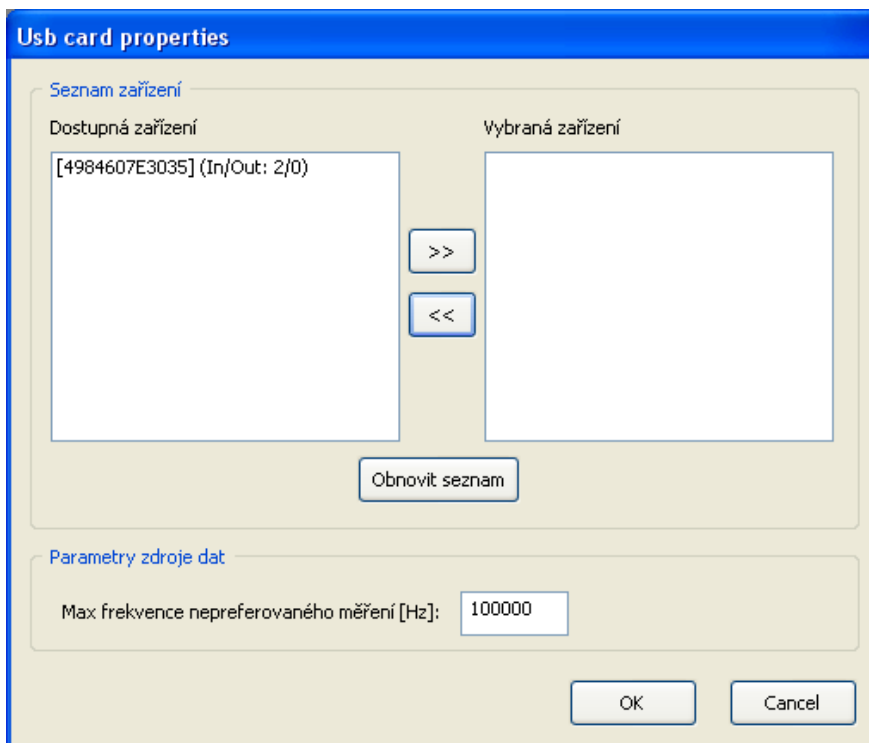 Usb card properties
Seznam zařízení
Dostupná zařízení
Vybraná zařízení
[4984607E3035] (In/Out: 2/0)
>>
<<
Obnovit seznam
Parametry zdroje dat
Max frekvence nepreferovaného měření [Hz]: 100000
OK
Cancel